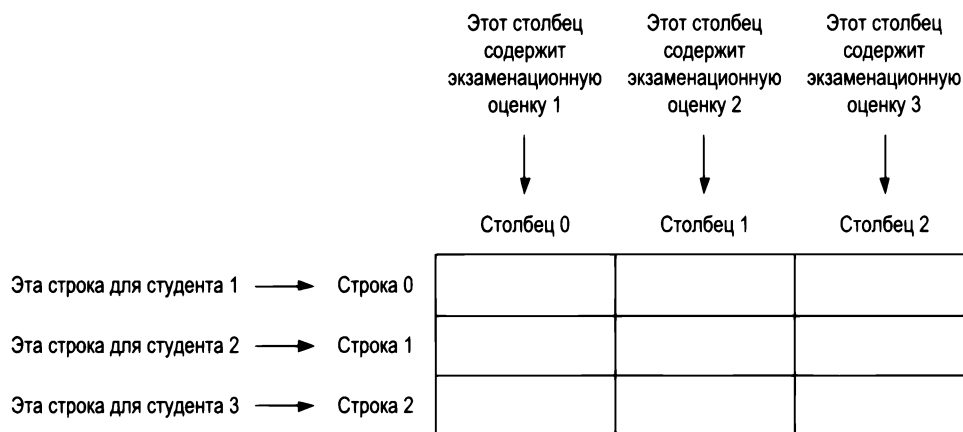 Этот столбец
содержит
экзаменационную
оценку 1
Этот столбец
содержит
экзаменационную
оценку 2
Этот столбец
содержит
экзаменационную
оценку 3
Столбец 0
Столбец 1
Столбец 2
Эта строка для студента 1
Строка 0
Эта строка для студента 2
Строка 1
Эта строка для студента 3
Строка 2